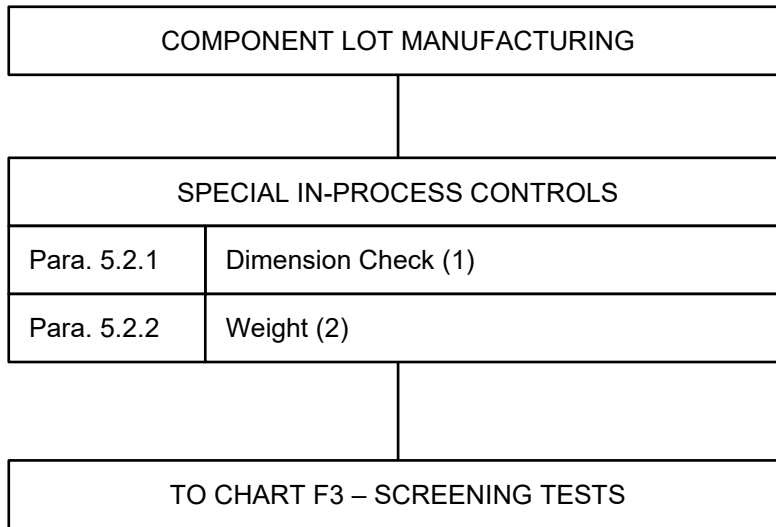 COMPONENT LOT MANUFACTURING
SPECIAL IN-PROCESS CONTROLS
Para. 5.2.1 Dimension Check (1)
Para. 5.2.2 Weight (2)
TO CHART F3 – SCREENING TESTS